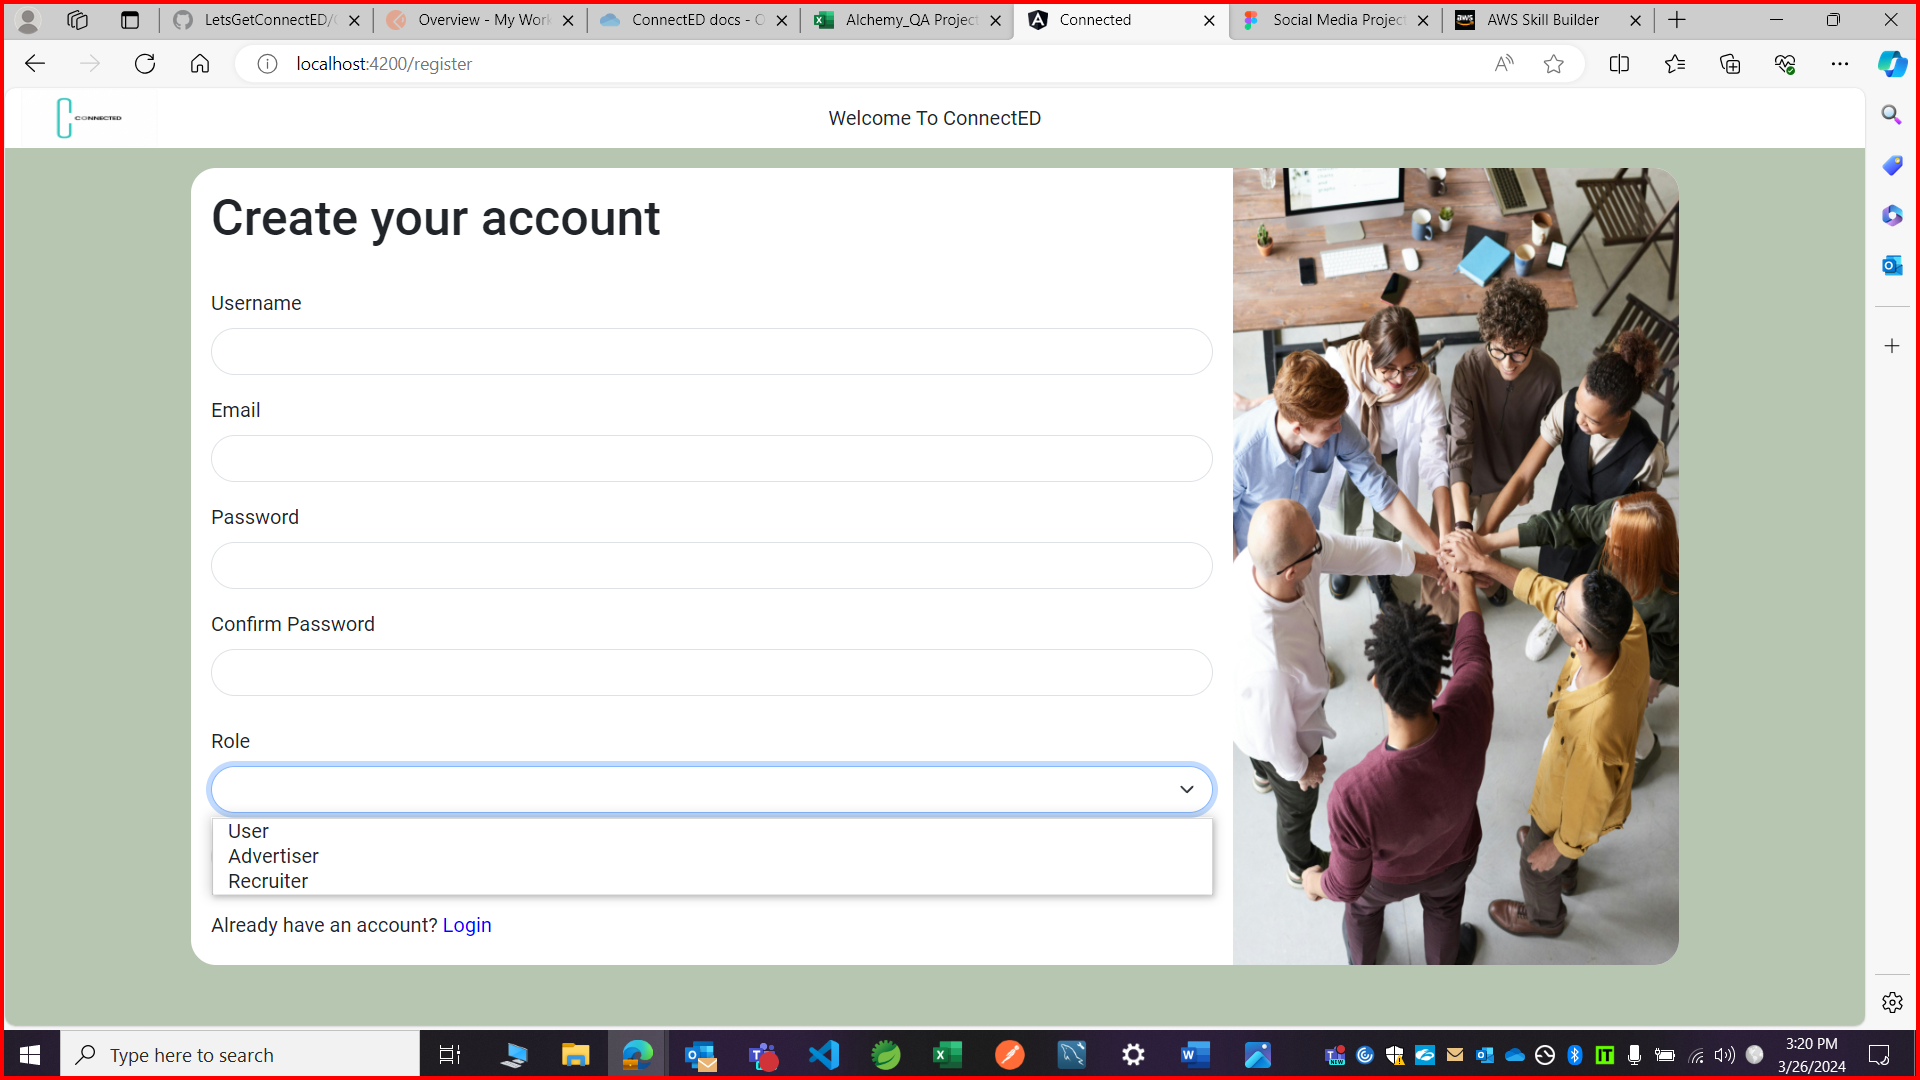 LetsGetConnectED/
Overview - My Work
ConnectED docs - O
Alchemy_QA Project
Connected
Social Media Project
aws
AWS Skill Builder
localhost:4200/register
CONNECTED
Welcome To ConnectED
Create your account
Username
Email
Password
Confirm Password
Role
User
Advertiser
Recruiter
Already have an account? Login
Type here to search
3:20 PM
3/26/2024